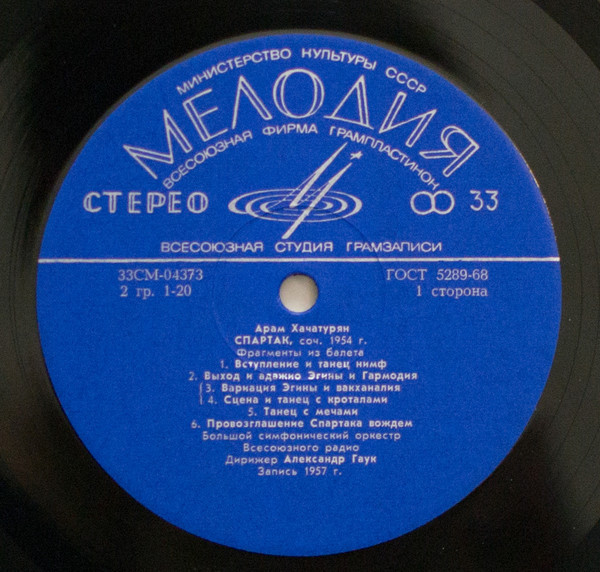 МИНИСТЕРСТВО КУЛЬТУРЫ СССР
МЕЛОДИЯ
ВСЕСОЮЗНАЯ ФИРМА ГРАМПЛАСТИНОК
СТЕРЕО 33
ВСЕСОЮЗНАЯ СТУДИЯ ГРАМЗАПИСИ
33СМ-04373 ГОСТ 5289-68
2 гр. 1-20 1 сторона
Арам Хачатурян
СПАРТАК, соч. 1954 г.
Фрагменты из балета
1. Вступление и танец нимф
2. Выход и адажио Эгины и Гармодия
3. Вариация Эгины и вакханалия
4. Сцена и танец с кроталами
5. Танец с мечами
6. Провозглашение Спартака вождем
Большой симфонический оркестр
Всесоюзного радио
Дирижер Александр Гаук
Запись 1957 г.